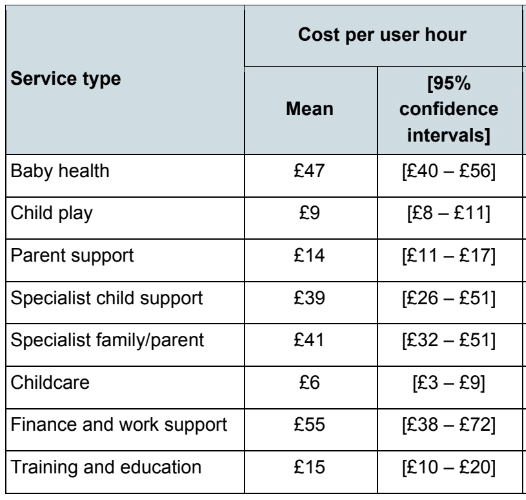 Service type
Cost per user hour
Mean
[95%
confidence
intervals]
Baby health £47 [£40 – £56]
Child play £9 [£8 – £11]
Parent support £14 [£11 – £17]
Specialist child support £39 [£26 – £51]
Specialist family/parent £41 [£32 – £51]
Childcare £6 [£3 – £9]
Finance and work support £55 [£38 – £72]
Training and education £15 [£10 – £20]